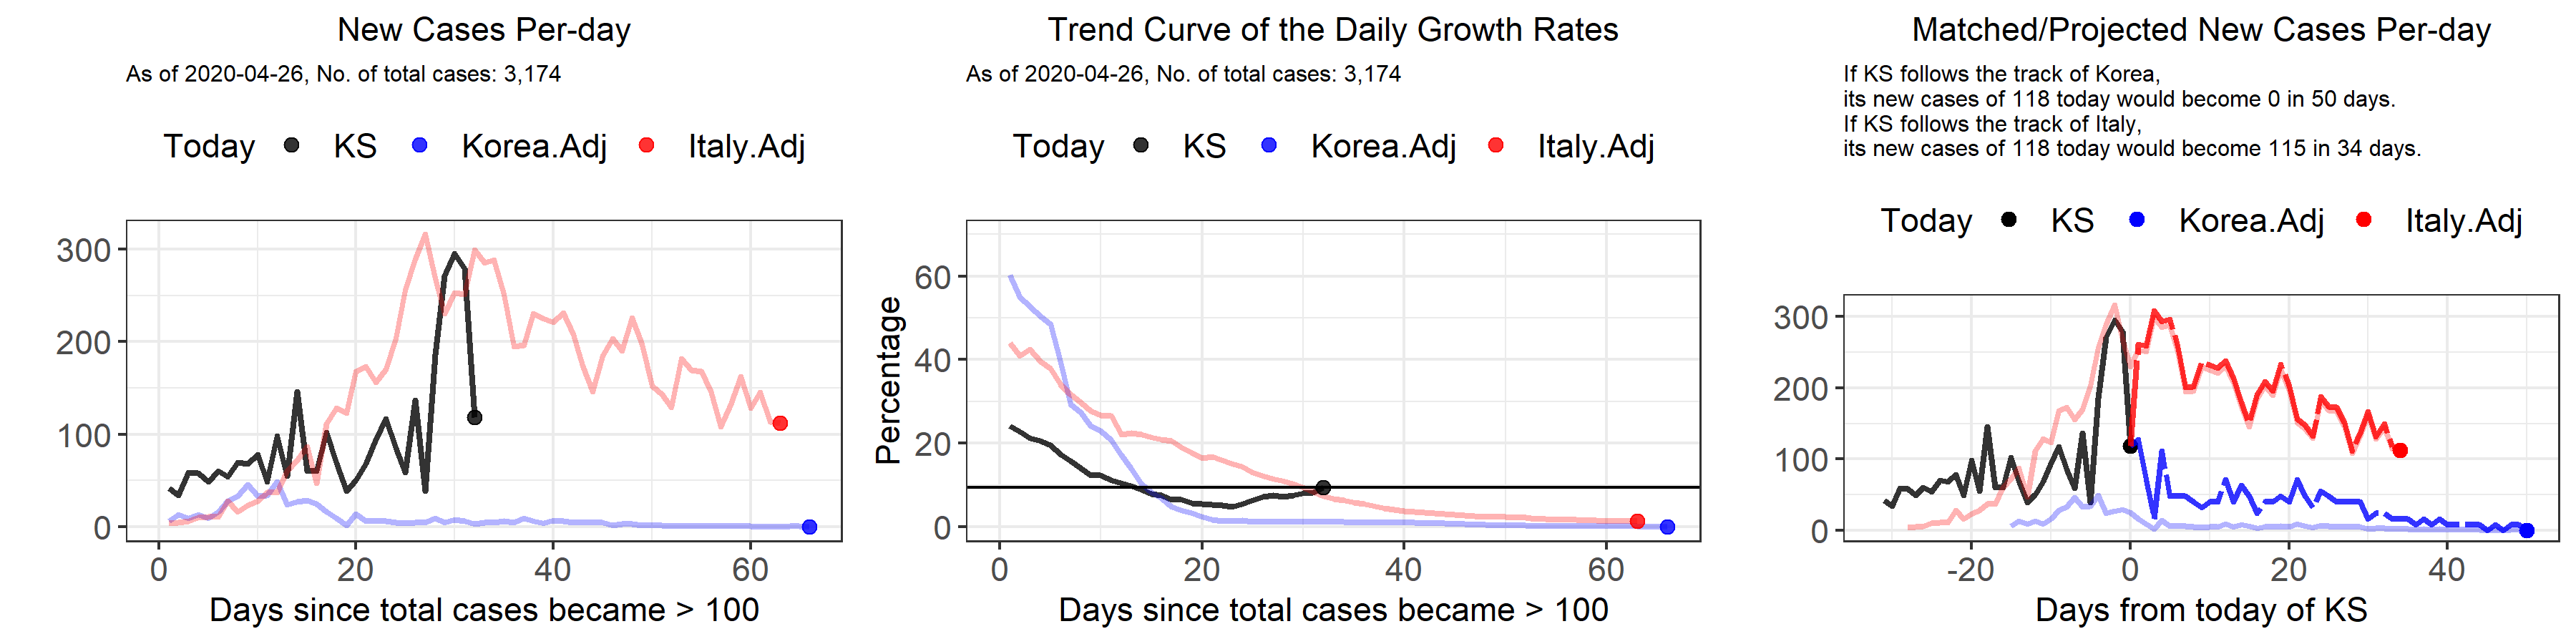 New Cases Per-day
As of 2020-04-26, No. of total cases: 3,174
Today KS Korea.Adj Italy.Adj
300
200
100
0
0 20 40 60
Days since total cases became > 100
Trend Curve of the Daily Growth Rates
As of 2020-04-26, No. of total cases: 3,174
Today KS Korea.Adj Italy.Adj
Percentage
60
40
20
0
0 20 40 60
Days since total cases became > 100
Matched/Projected New Cases Per-day
If KS follows the track of Korea,
its new cases of 118 today would become 0 in 50 days.
If KS follows the track of Italy,
its new cases of 118 today would become 115 in 34 days.
Today KS Korea.Adj Italy.Adj
300
200
100
0
-20 0 20 40
Days from today of KS